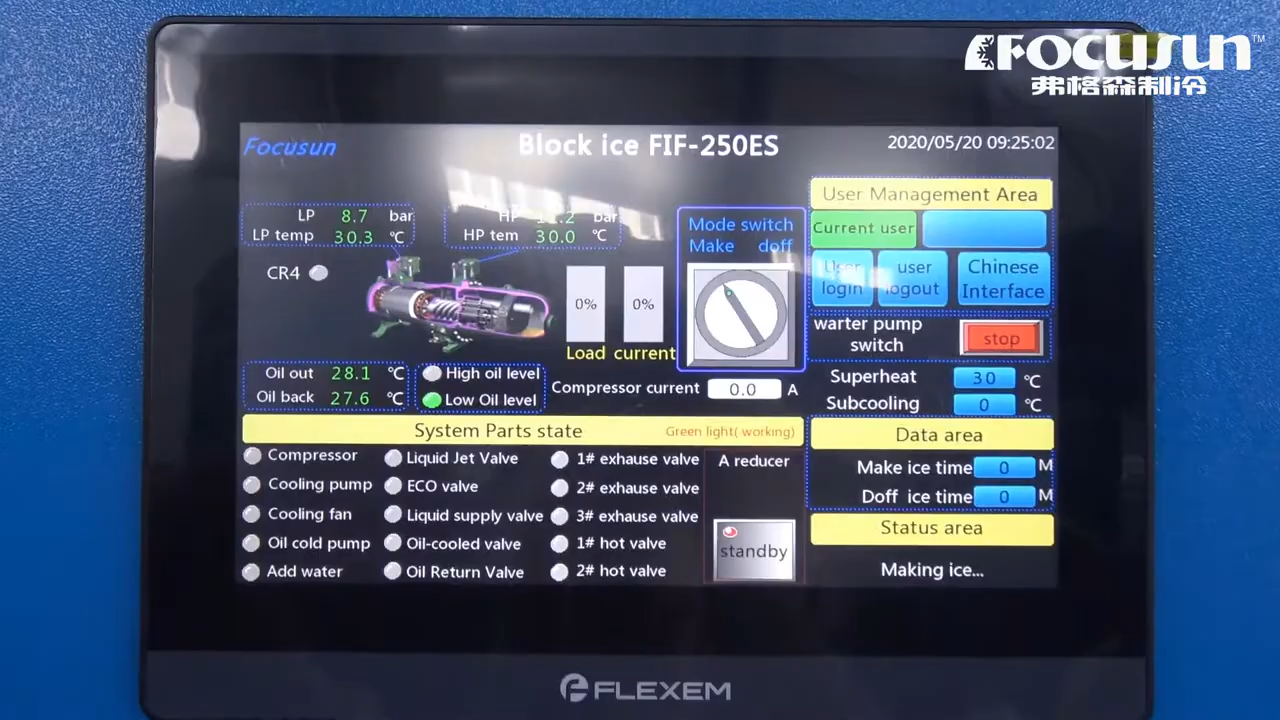 FOCUSUN™
弗格森制冷
Focusun
Block ice FIF-250ES
2020/05/20 09:25:02
LP 8.7 bar
LP temp 30.3 ℃
HP bar
HP tem 30.0 ℃
CR4
Mode switch
Make doff
0%
0%
Load current
User Management Area
Current user
User login
user logout
Chinese Interface
warter pump switch
stop
Oil out 28.1 ℃
Oil back 27.6 ℃
High oil level
Low Oil level
Compressor current 0.0 A
Superheat 30 ℃
Subcooling 0 ℃
System Parts state
Green light( working)
Compressor
Cooling pump
Cooling fan
Oil cold pump
Add water
Liquid Jet Valve
ECO valve
Liquid supply valve
Oil-cooled valve
Oil Return Valve
1# exhause valve
2# exhause valve
3# exhause valve
1# hot valve
2# hot valve
A reducer
standby
Data area
Make ice time 0 M
Doff ice time 0 M
Status area
Making ice...
FLEXEM